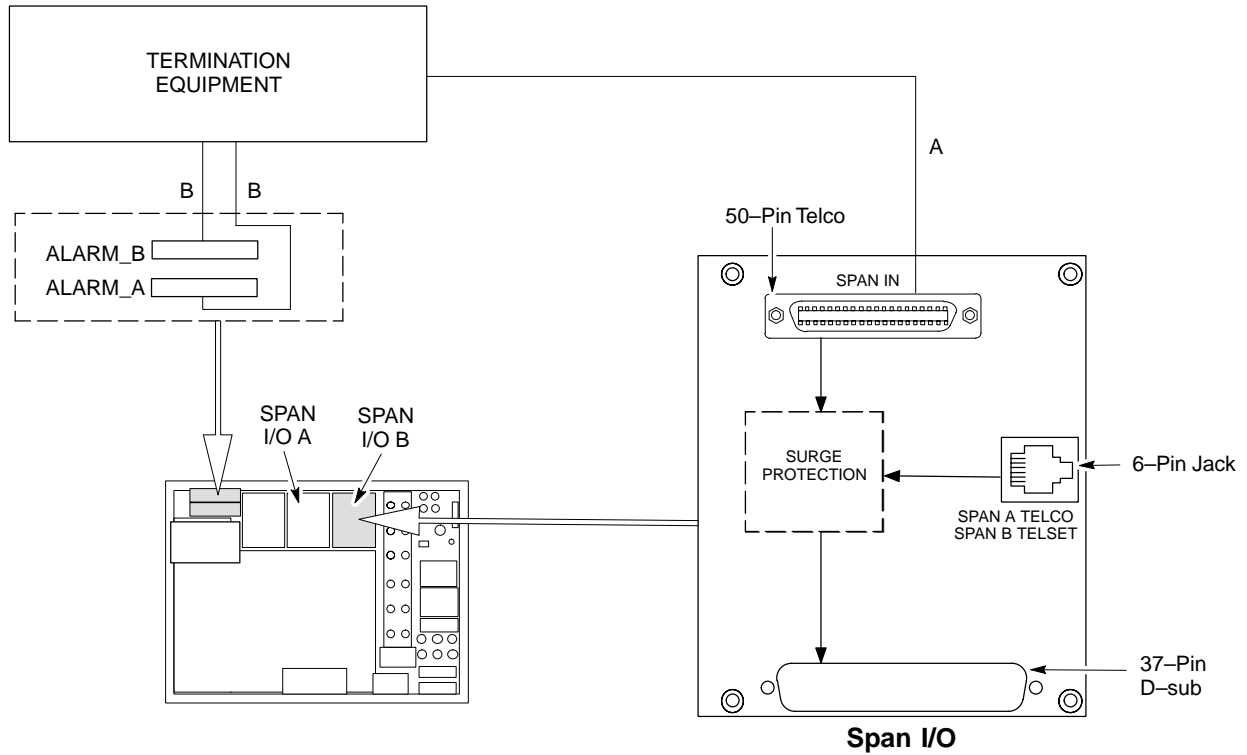 TERMINATION
EQUIPMENT
A
B
B
50–Pin Telco
ALARM_B
ALARM_A
SPAN IN
SPAN
I/O A
SPAN
I/O B
SURGE
PROTECTION
6–Pin Jack
SPAN A TELCO
SPAN B TELSET
37–Pin
D–sub
Span I/O